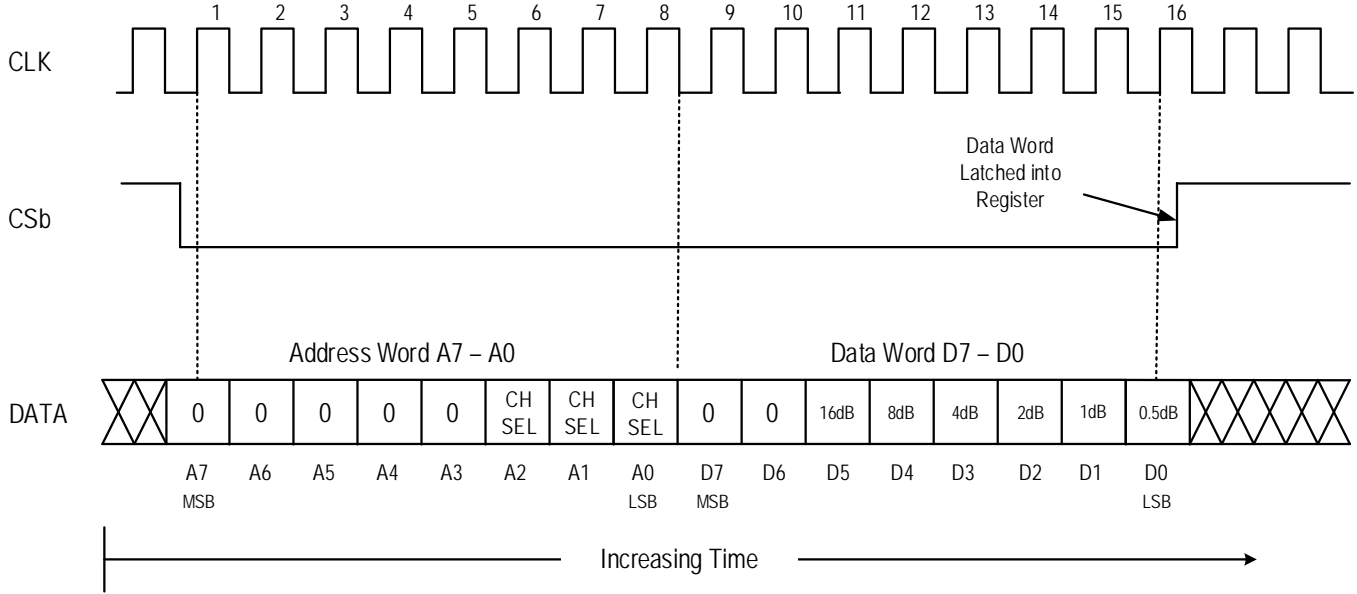 1 2 3 4 5 6 7 8 9 10 11 12 13 14 15 16
CLK
Data Word
Latched into
Register
CSb
Address Word A7 – A0 Data Word D7 – D0
DATA 0 0 0 0 0 CH SEL CH SEL CH SEL 0 0 16dB 8dB 4dB 2dB 1dB 0.5dB
A7 A6 A5 A4 A3 A2 A1 A0 D7 D6 D5 D4 D3 D2 D1 D0
MSB LSB MSB LSB
Increasing Time